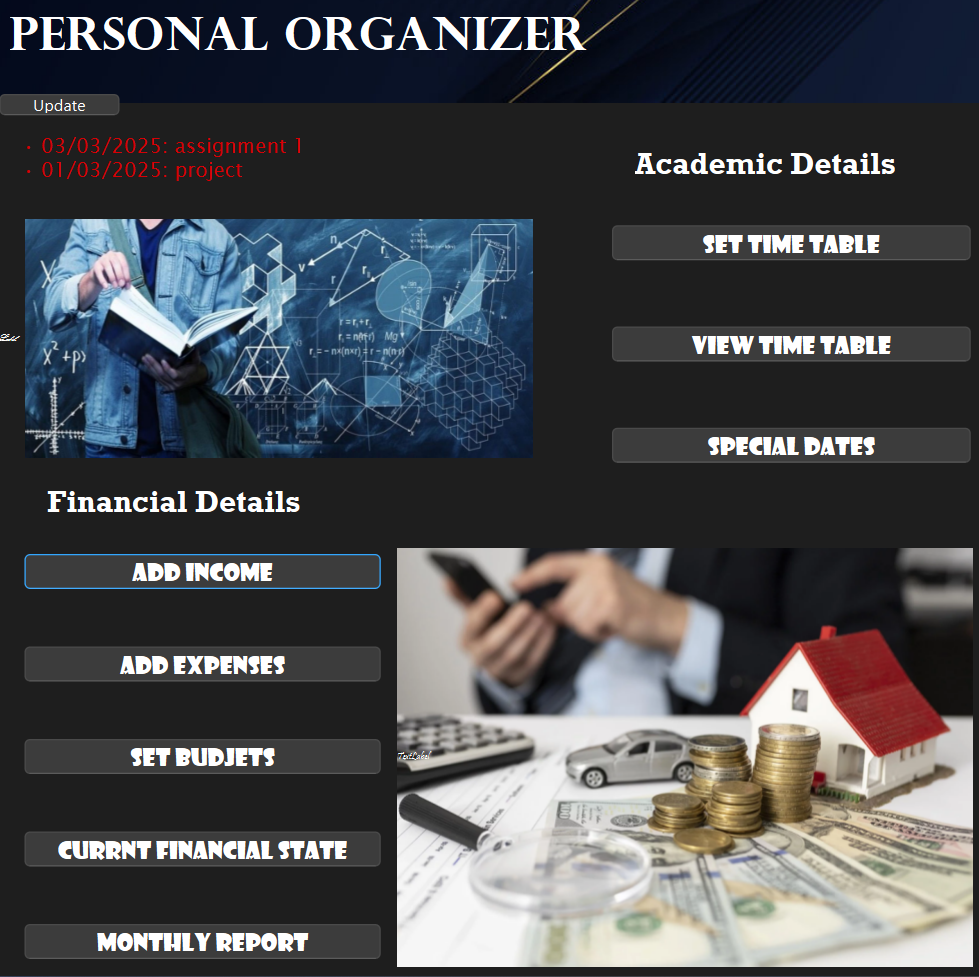 PERSONAL ORGANIZER
Update
• 03/03/2025: assignment 1
• 01/03/2025: project
Academic Details
SET TIME TABLE
VIEW TIME TABLE
SPECIAL DATES
Financial Details
ADD INCOME
ADD EXPENSES
SET BUDJETS
TextLabel
CURRNT FINANCIAL STATE
MONTHLY REPORT